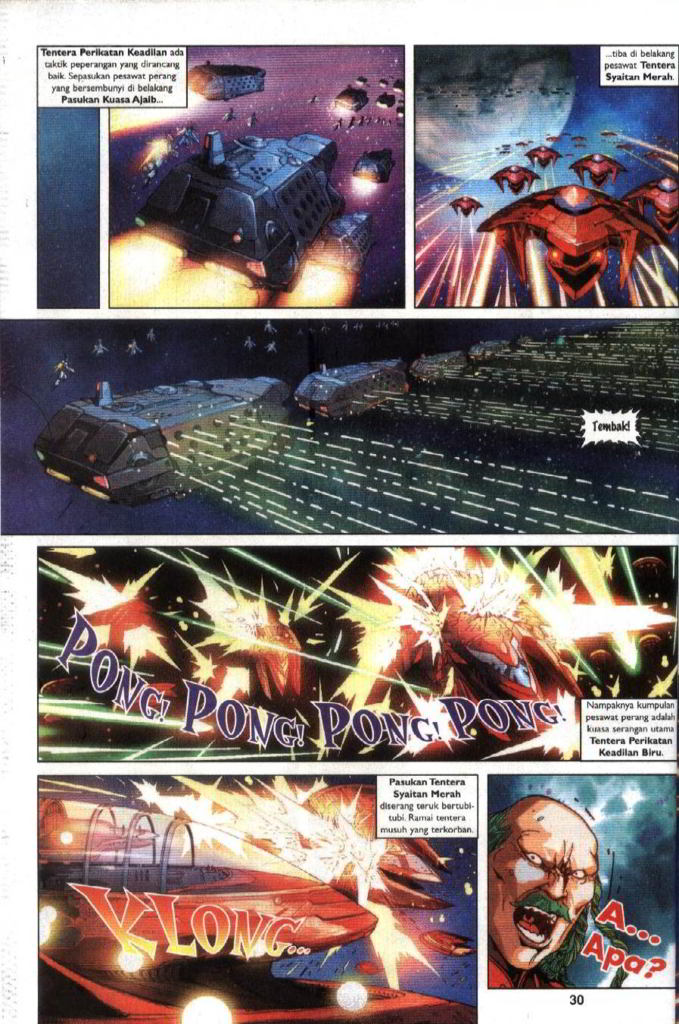 Tentera Perikatan Keadilan ada
taktik peperangan yang dirancang
baik. Sepasukan pesawat perang
yang bersembunyi di belakang
Pasukan Kuasa Ajaib...
...tiba di belakang
pesawat Tentera
Syaitan Merah.
Tembak!
PONG! PONG! PONG! PONG!
Nampaknya kumpulan
pesawat perang adalah
kuasa serangan utama
Tentera Perikatan
Keadilan Biru.
Pasukan Tentera
Syaitan Merah
diserang teruk bertubi-
tubi. Ramai tentera
musuh yang terkorban.
KLONG...
A...
Apa?
30